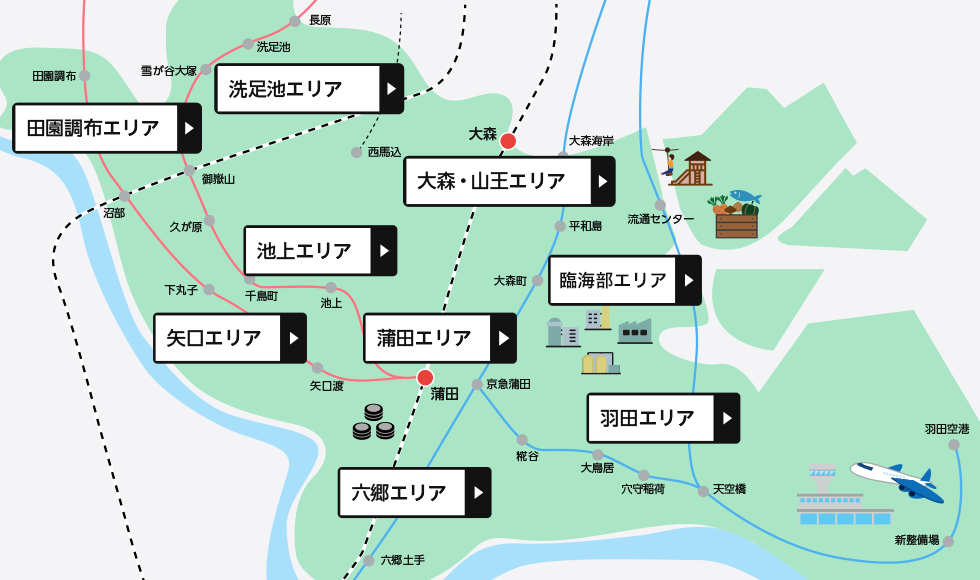 長原
洗足池
雪が谷大塚
田園調布
洗足池エリア
田園調布エリア
大森
大森海岸
西馬込
御嶽山
大森・山王エリア
沼部
久が原
流通センター
平和島
池上エリア
臨海部エリア
大森町
下丸子
千鳥町
池上
矢口エリア
蒲田エリア
矢口渡
蒲田
京急蒲田
羽田エリア
羽田空港
糀谷
大鳥居
穴守稲荷
天空橋
六郷エリア
新整備場
六郷土手